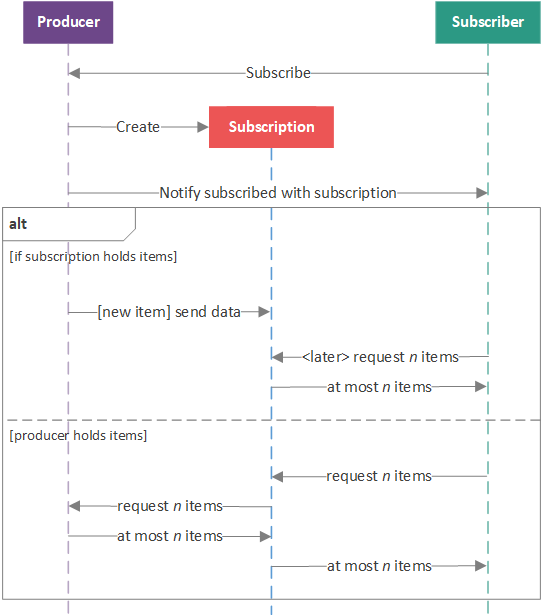 Producer
Subscriber
Subscribe
Create
Subscription
Notify subscribed with subscription
alt
[if subscription holds items]
[new item] send data
<later> request n items
at most n items
[producer holds items]
request n items
request n items
at most n items
at most n items